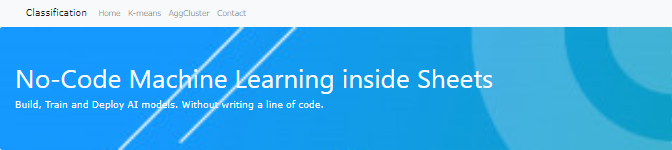 Classification Home K-means AggCluster Contact
No-Code Machine Learning inside Sheets
Build, Train and Deploy AI models. Without writing a line of code.